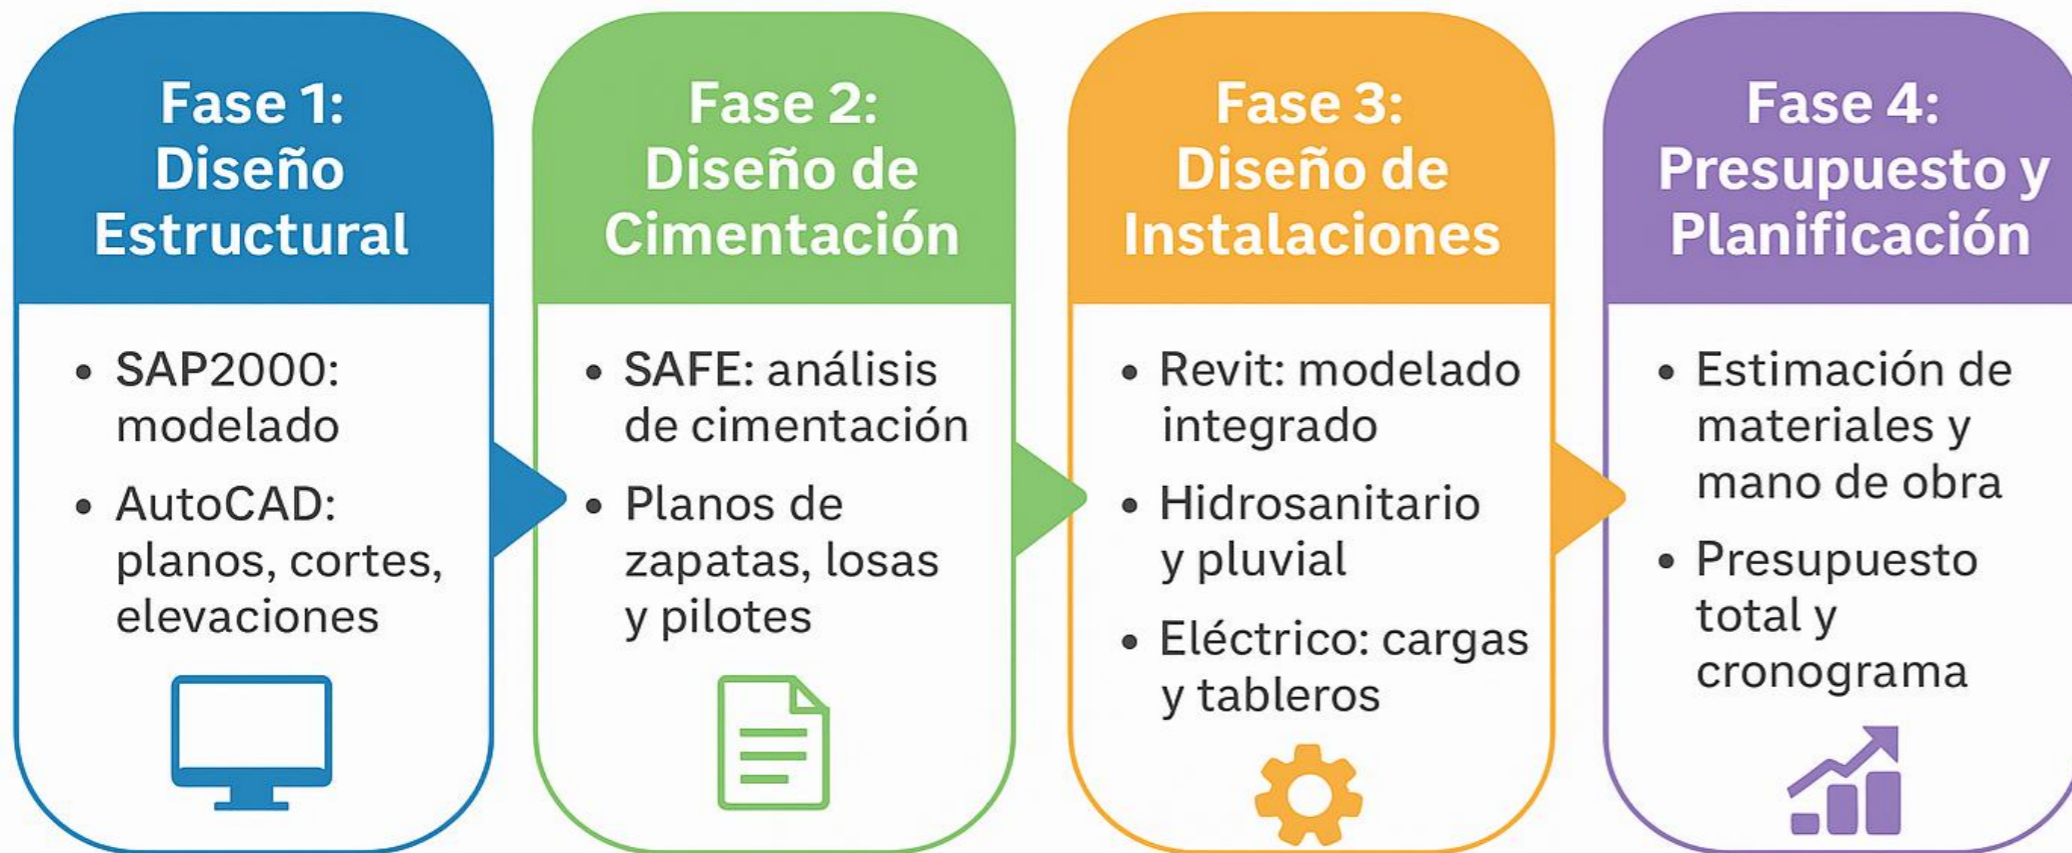 Fase 1:
Diseño
Estructural
• SAP2000:
modelado
• AutoCAD:
planos, cortes,
elevaciones
Fase 2:
Diseño de
Cimentación
• SAFE: análisis
de cimentación
• Planos de
zapatas, losas
y pilotes
Fase 3:
Diseño de
Instalaciones
• Revit: modelado
integrado
• Hidrosanitario
y pluvial
• Eléctrico: cargas
y tableros
Fase 4:
Presupuesto y
Planificación
• Estimación de
materiales y
mano de obra
• Presupuesto
total y
cronograma